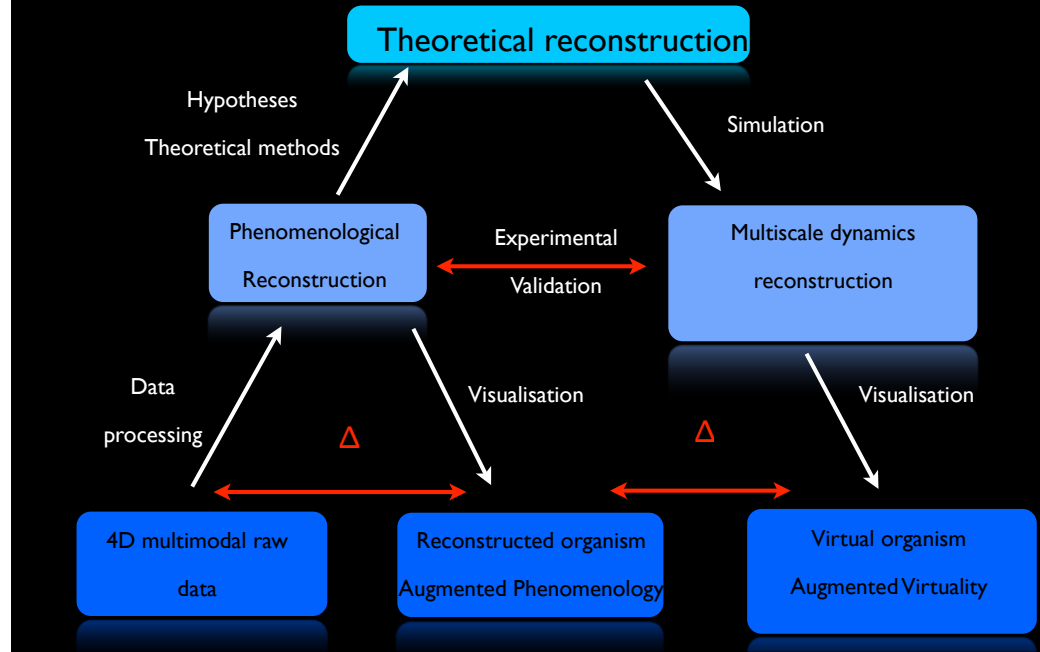 Theoretical reconstruction
Hypotheses
Theoretical methods
Simulation
Phenomenological
Reconstruction
Experimental
Validation
Multiscale dynamics
reconstruction
Data
processing
Visualisation
Visualisation
Δ
Δ
4D multimodal raw
data
Reconstructed organism
Augmented Phenomenology
Virtual organism
Augmented Virtuality